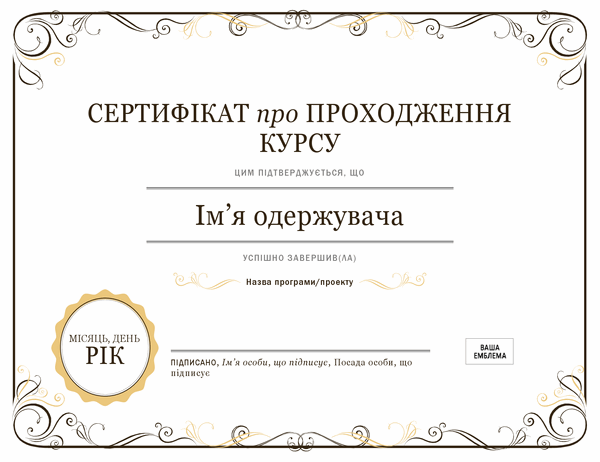 СЕРТИФІКАТ про ПРОХОДЖЕННЯ
КУРСУ
ЦИМ ПІДТВЕРДЖУЄТЬСЯ, ЩО
Ім’я одержувача
УСПІШНО ЗАВЕРШИВ(ЛА)
Назва програми/проекту
МІСЯЦЬ, ДЕНЬ
РІК
ПІДПИСАНО, Ім’я особи, що підписує, Посада особи, що
підписує
ВАША
ЕМБЛЕМА